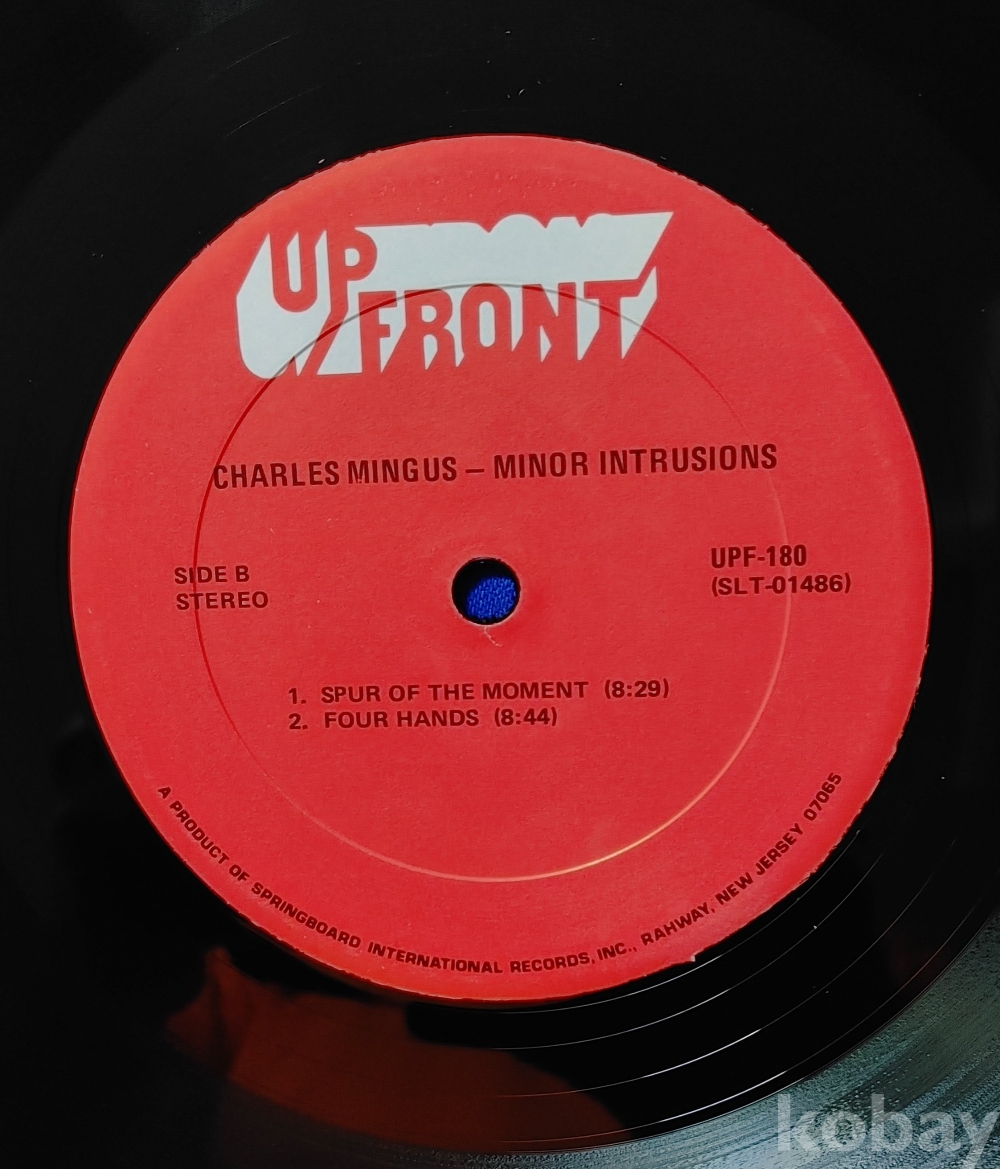 UP
FRONT
CHARLES MINGUS – MINOR INTRUSIONS
SIDE B
STEREO
UPF-180
(SLT-01486)
1. SPUR OF THE MOMENT (8:29)
2. FOUR HANDS (8:44)
A PRODUCT OF SPRINGBOARD INTERNATIONAL RECORDS, INC., RAHWAY, NEW JERSEY 07065
kobay